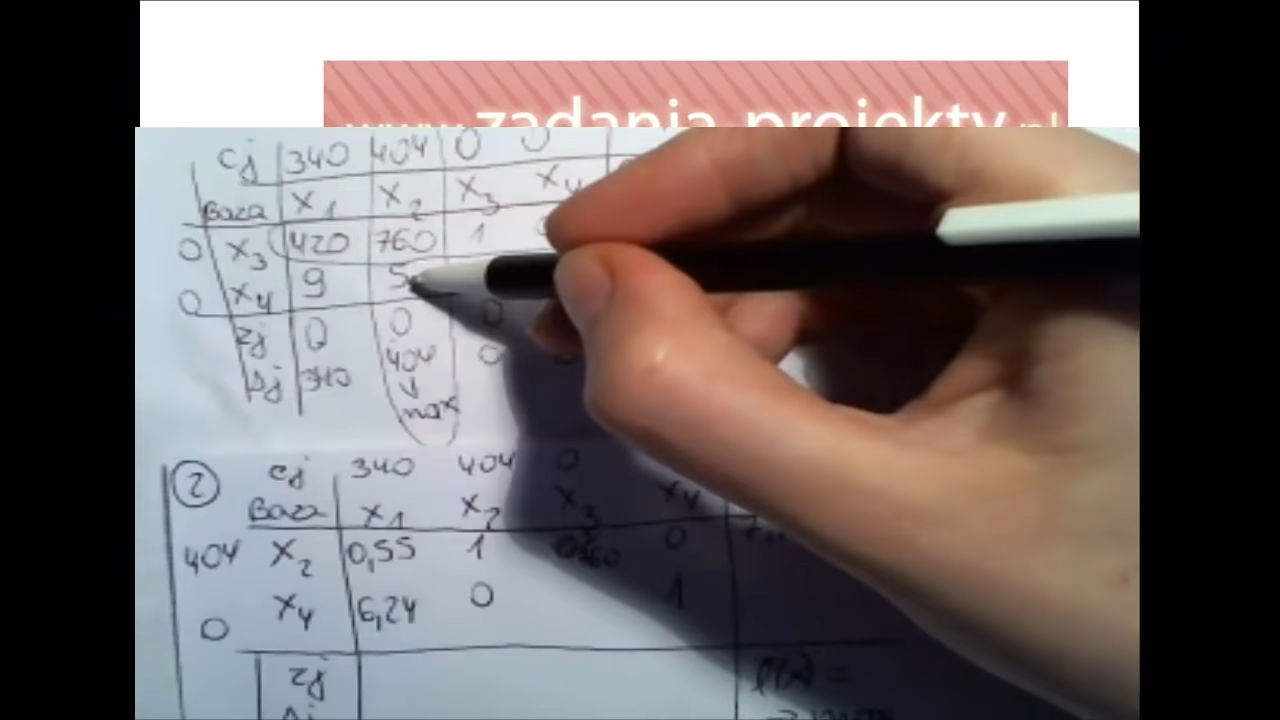 www.zadania-projekty.pl
cj 340 404 0 0
Baza x1 x2 x3 x4
0 x3 420 760 1
0 x4 9 5
zj 0 0 0
Δj 340 404 0 0
max
2 cj 340 404 0
Baza x1 x2 x3 x4
404 x2 0,55 1 0
0 x4 6,24 0 1
zj